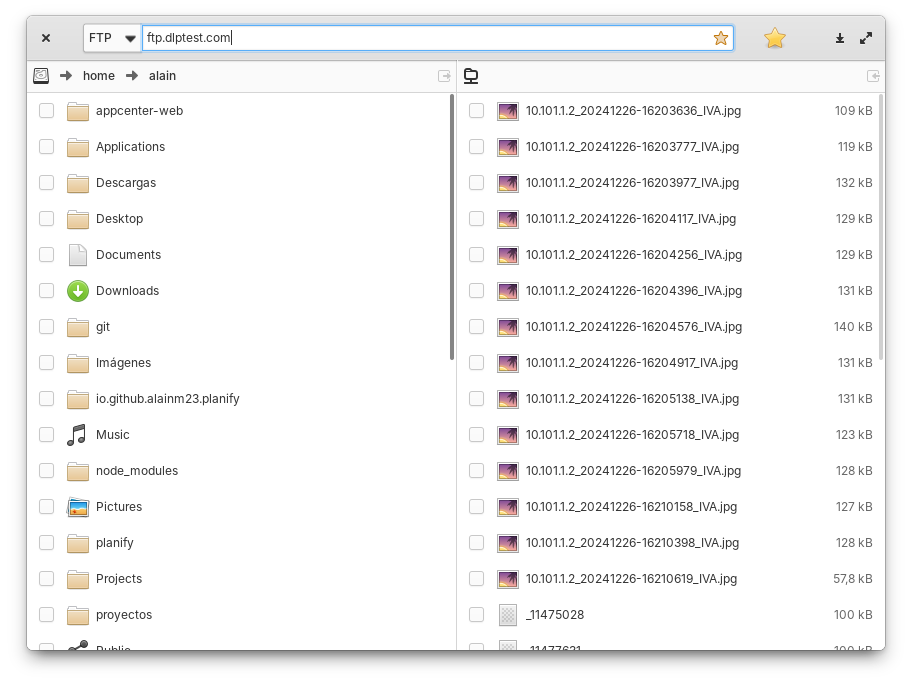 FTP ftp.dlptest.com
home alain
appcenter-web
Applications
Descargas
Desktop
Documents
Downloads
git
Imágenes
io.github.alainm23.planify
Music
node_modules
Pictures
planify
Projects
proyectos
Public
10.101.1.2_20241226-16203636_IVA.jpg 109 kB
10.101.1.2_20241226-16203777_IVA.jpg 119 kB
10.101.1.2_20241226-16203977_IVA.jpg 132 kB
10.101.1.2_20241226-16204117_IVA.jpg 129 kB
10.101.1.2_20241226-16204256_IVA.jpg 129 kB
10.101.1.2_20241226-16204396_IVA.jpg 131 kB
10.101.1.2_20241226-16204576_IVA.jpg 140 kB
10.101.1.2_20241226-16204917_IVA.jpg 131 kB
10.101.1.2_20241226-16205138_IVA.jpg 131 kB
10.101.1.2_20241226-16205718_IVA.jpg 123 kB
10.101.1.2_20241226-16205979_IVA.jpg 128 kB
10.101.1.2_20241226-16210158_IVA.jpg 127 kB
10.101.1.2_20241226-16210398_IVA.jpg 128 kB
10.101.1.2_20241226-16210619_IVA.jpg 57,8 kB
_11475028 100 kB
100 kB